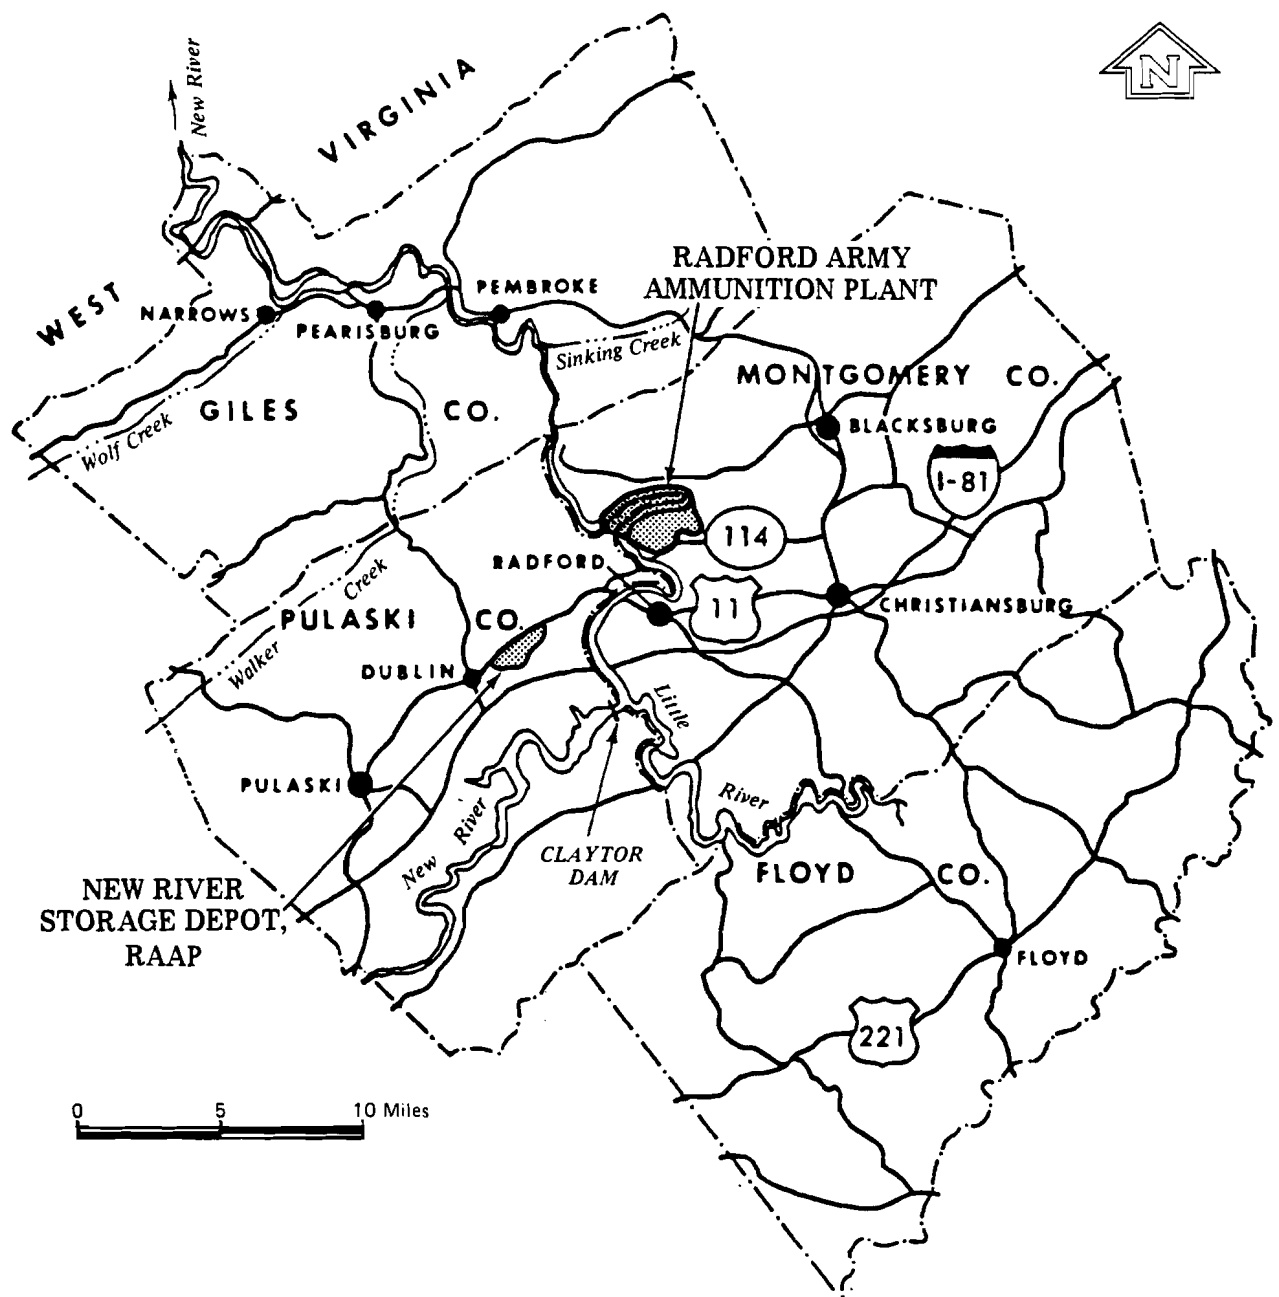 New River
VIRGINIA
N
WEST
RADFORD ARMY
AMMUNITION PLANT
NARROWS
PEARISBURG
PEMBROKE
Sinking Creek
MONTGOMERY CO.
GILES CO.
Wolf Creek
BLACKSBURG
I-81
114
RADFORD
11
Creek
CHRISTIANSBURG
PULASKI CO.
Walker
DUBLIN
Little
PULASKI
River
New River
CLAYTOR
DAM
FLOYD CO.
NEW RIVER
STORAGE DEPOT,
RAAP
FLOYD
221
0 5 10 Miles